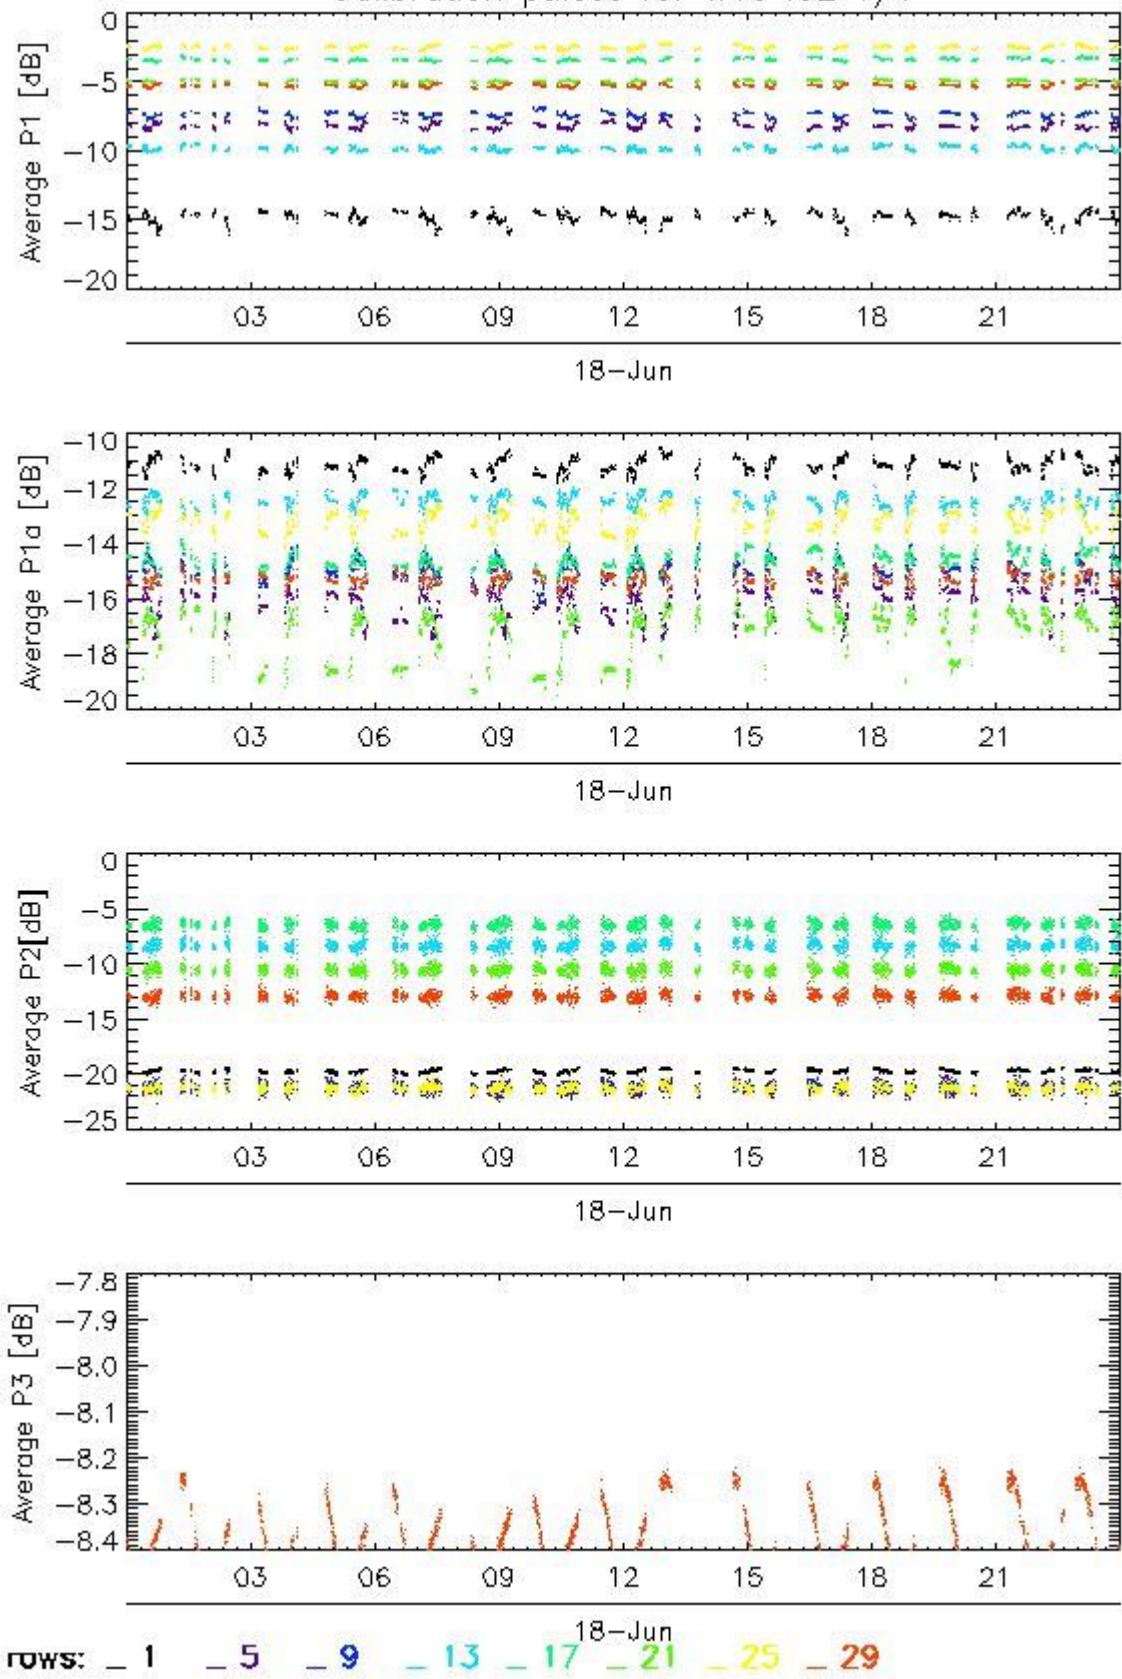 0
-5
-10
-15
-20
Average P1 [dB]
03 06 09 12 15 18 21
18-Jun
-10
-12
-14
-16
-18
-20
Average P1a [dB]
03 06 09 12 15 18 21
18-Jun
0
-5
-10
-15
-20
-25
Average P2[dB]
03 06 09 12 15 18 21
18-Jun
-7.8
-7.9
-8.0
-8.1
-8.2
-8.3
-8.4
Average P3 [dB]
03 06 09 12 15 18 21
18-Jun
rows: _ 1 _ 5 _ 9 _ 13 _ 17 _ 21 _ 25 _ 29